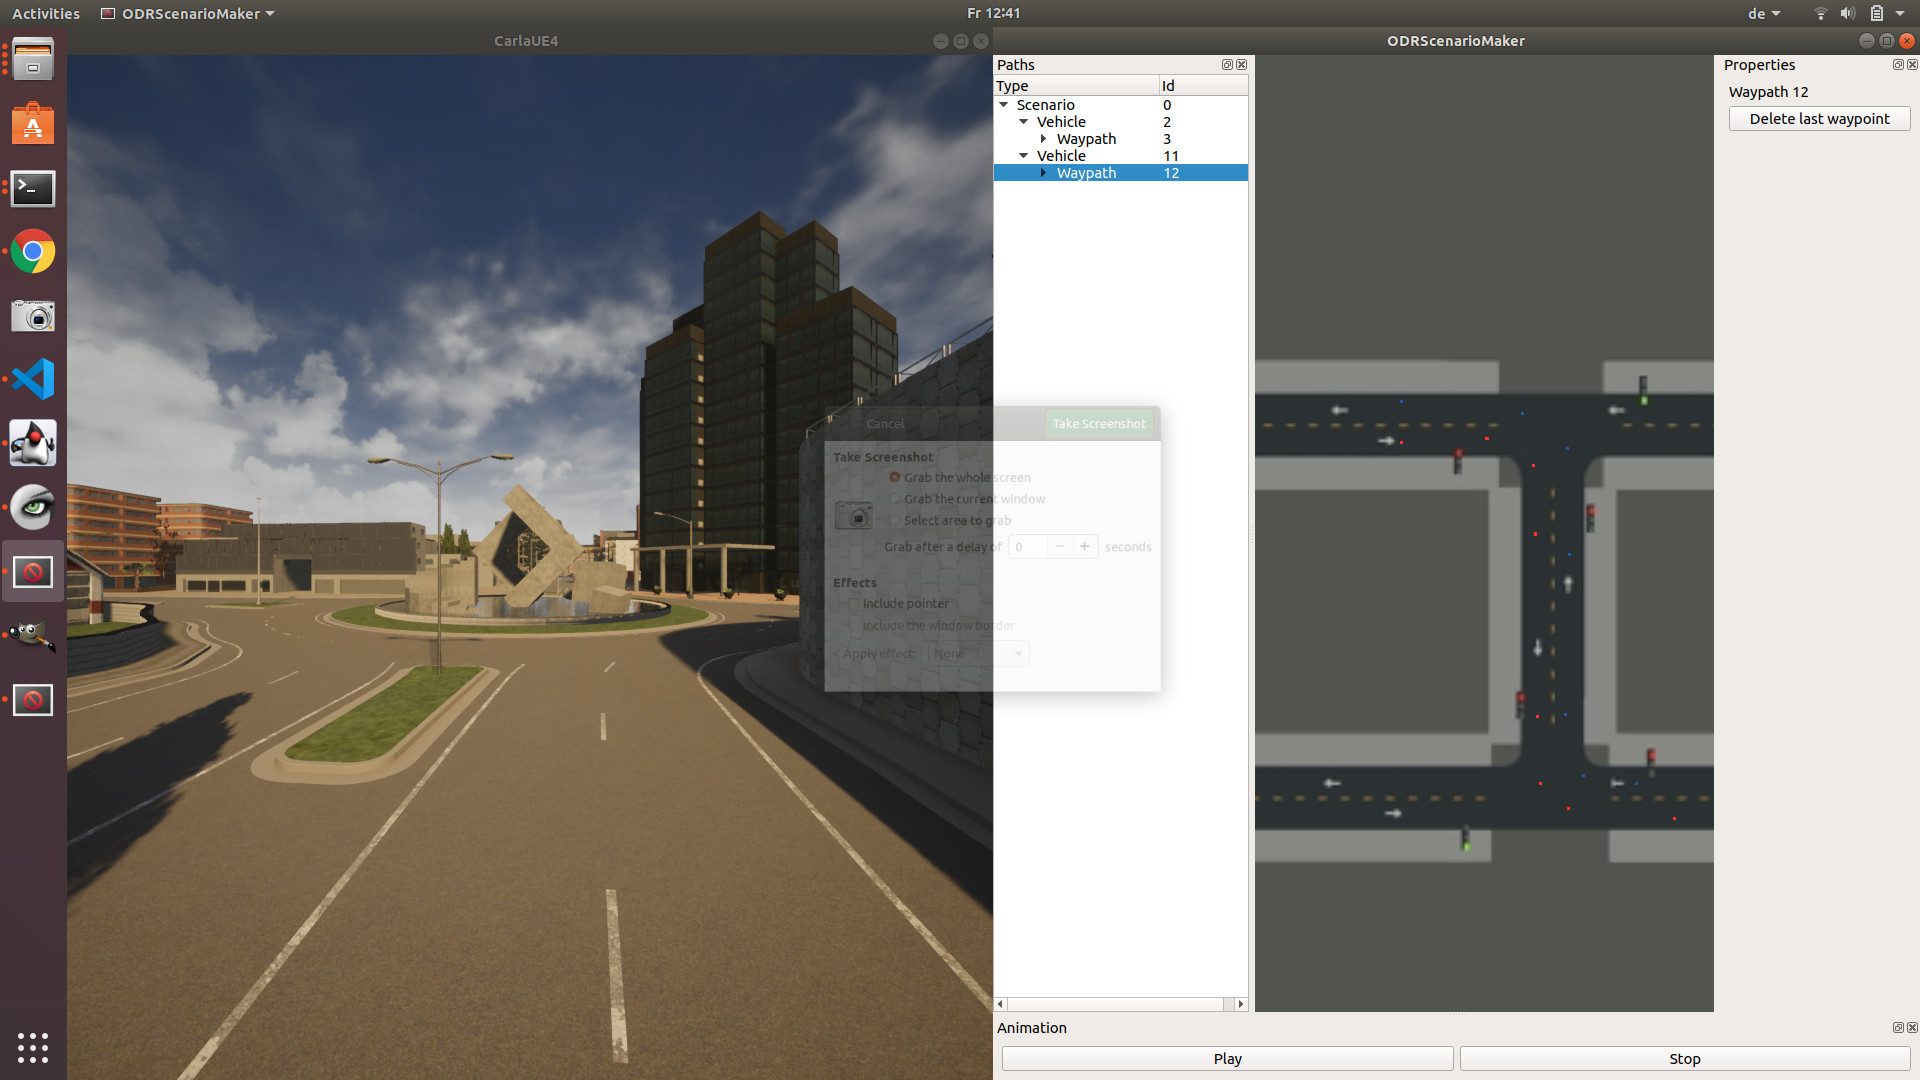 Activities
ODRScenarioMaker
Fr 12:41
de
CarlaUE4
ODRScenarioMaker
Paths
Type Id
Scenario 0
Vehicle 2
Waypath 3
Vehicle 11
Waypath 12
Properties
Waypath 12
Delete last waypoint
Cancel
Take Screenshot
Take Screenshot
Grab the whole screen
Grab the current window
Select area to grab
Grab after a delay of 0 − + seconds
Effects
Include pointer
Include the window border
Apply effect: None
Animation
Play
Stop